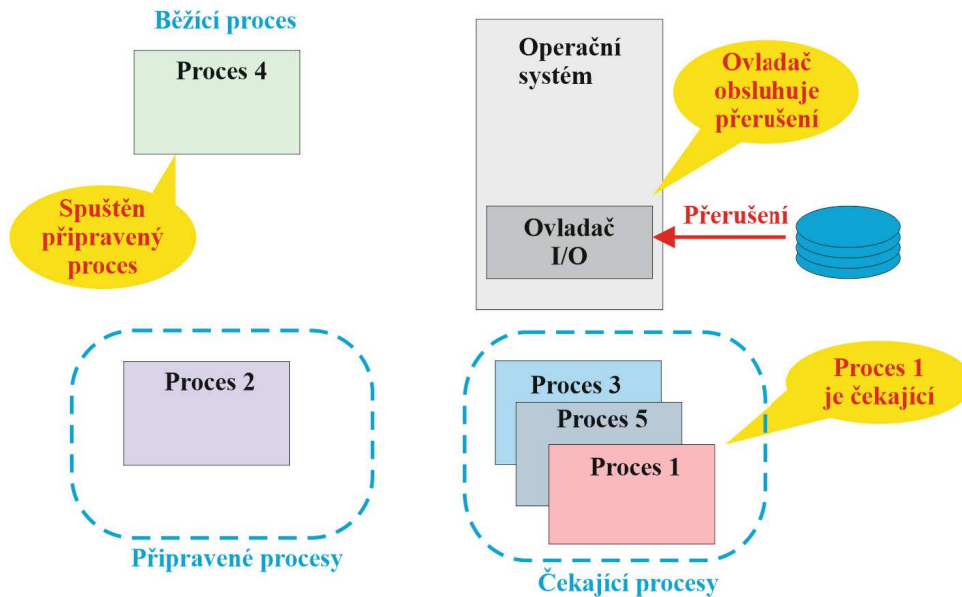 Běžící proces
Proces 4
Spuštěn
připravený
proces
Operační
systém
Ovladač
obsluhuje
přerušení
Ovladač
I/O
Přerušení
Proces 2
Připravené procesy
Proces 3
Proces 5
Proces 1
Proces 1
je čekající
Čekající procesy